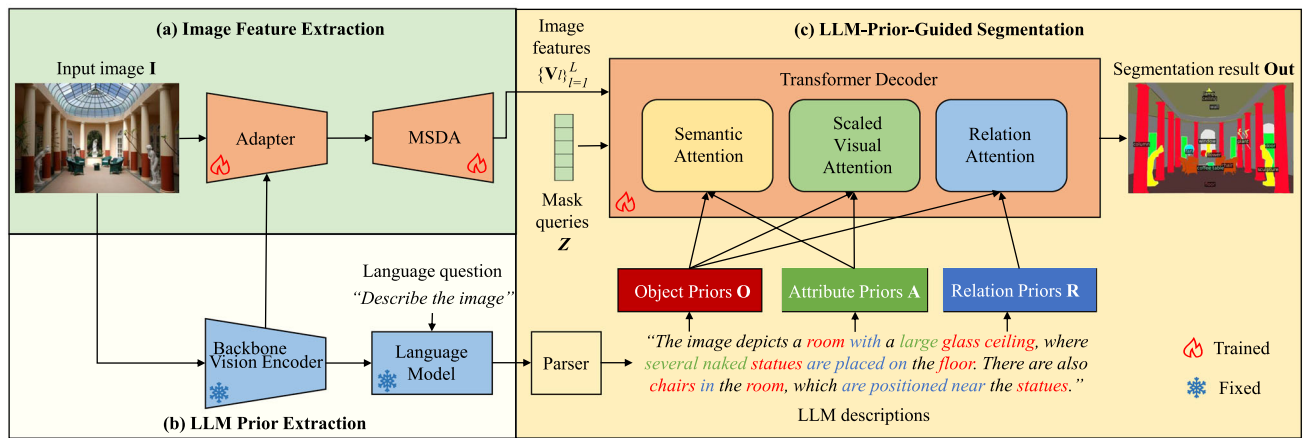 (a) Image Feature Extraction
Input image I
Adapter
MSDA
Image
features
{Vl}_{l=1}^{L}
Mask
queries
Z
(c) LLM-Prior-Guided Segmentation
Transformer Decoder
Semantic
Attention
Scaled
Visual
Attention
Relation
Attention
Segmentation result Out
Language question
“Describe the image”
Backbone
Vision Encoder
Language
Model
(b) LLM Prior Extraction
Parser
Object Priors O
Attribute Priors A
Relation Priors R
“The image depicts a room with a large glass ceiling, where
several naked statues are placed on the floor. There are also
chairs in the room, which are positioned near the statues.”
LLM descriptions
Trained
Fixed